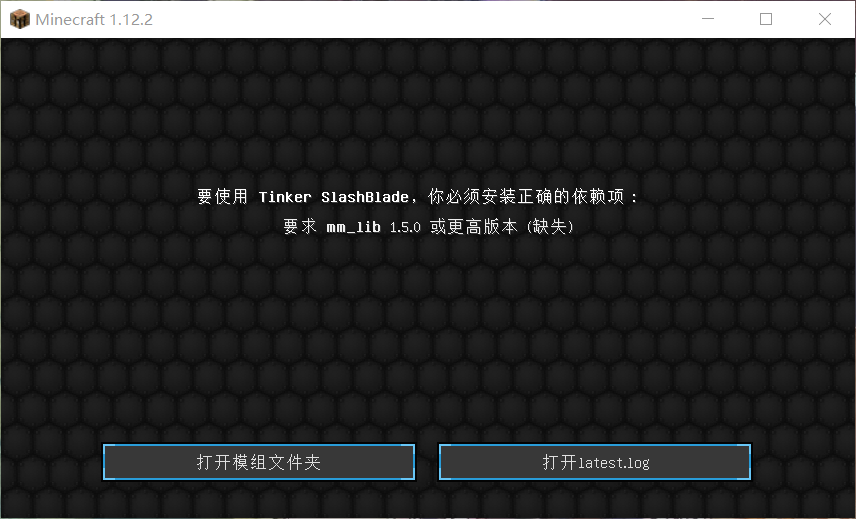 Minecraft 1.12.2
要使用 Tinker SlashBlade，你必须安装正确的依赖项：
要求 mm_lib 1.5.0 或更高版本 (缺失)
打开模组文件夹
打开latest.log